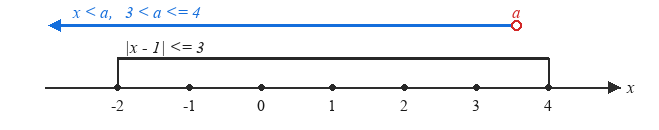 x < a, 3 < a <= 4
a
|x - 1| <= 3
x
-2 -1 0 1 2 3 4